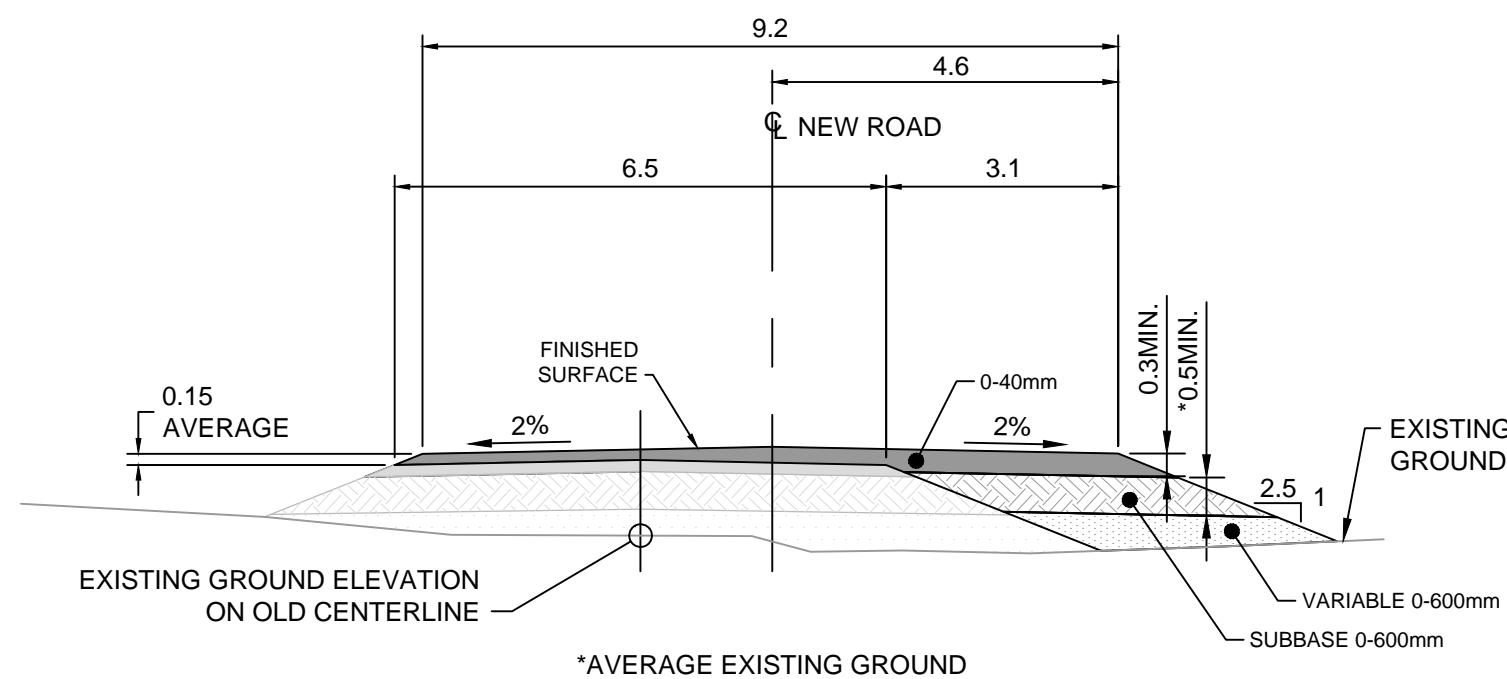 9.2
4.6
℄ NEW ROAD
6.5
3.1
0.3MIN.
*0.5MIN.
FINISHED
SURFACE
0-40mm
0.15
AVERAGE
2%
2%
EXISTING
GROUND
2.5
1
EXISTING GROUND ELEVATION
ON OLD CENTERLINE
VARIABLE 0-600mm
SUBBASE 0-600mm
*AVERAGE EXISTING GROUND